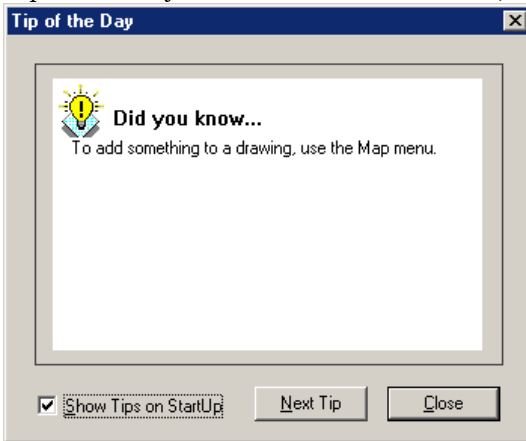 Tip of the Day
Did you know...
To add something to a drawing, use the Map menu.
Show Tips on StartUp
Next Tip
Close